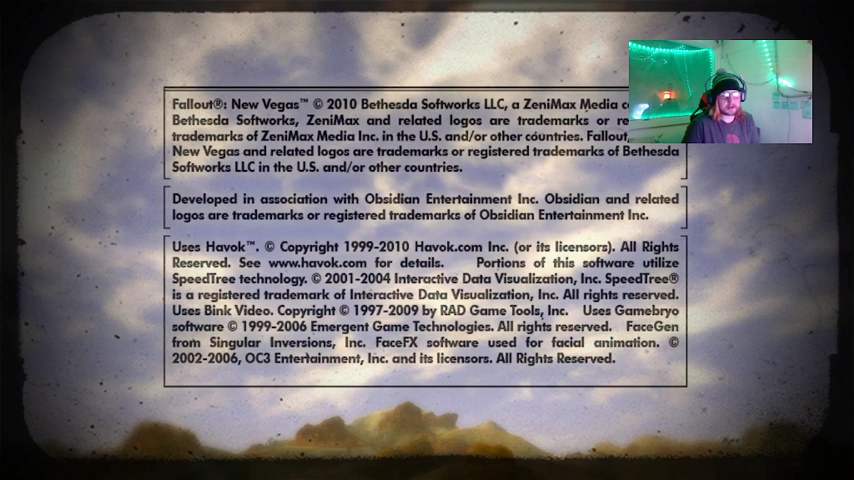 Fallout®: New Vegas™ © 2010 Bethesda Softworks LLC, a ZeniMax Media
Bethesda Softworks, ZeniMax and related logos are trademarks or
trademarks of ZeniMax Media Inc. in the U.S. and/or other countries. Fallout,
New Vegas and related logos are trademarks or registered trademarks of Bethesda
Softworks LLC in the U.S. and/or other countries.
Developed in association with Obsidian Entertainment Inc. Obsidian and related
logos are trademarks or registered trademarks of Obsidian Entertainment Inc.
Uses Havok™. © Copyright 1999-2010 Havok.com Inc. (or its licensors). All Rights
Reserved. See www.havok.com for details. Portions of this software utilize
SpeedTree technology. © 2001-2004 Interactive Data Visualization, Inc. SpeedTree®
is a registered trademark of Interactive Data Visualization, Inc. All rights reserved.
Uses Bink Video. Copyright © 1997-2009 by RAD Game Tools, Inc. Uses Gamebryo
software © 1999-2006 Emergent Game Technologies. All rights reserved. FaceGen
from Singular Inversions, Inc. FaceFX software used for facial animation. ©
2002-2006, OC3 Entertainment, Inc. and its licensors. All Rights Reserved.